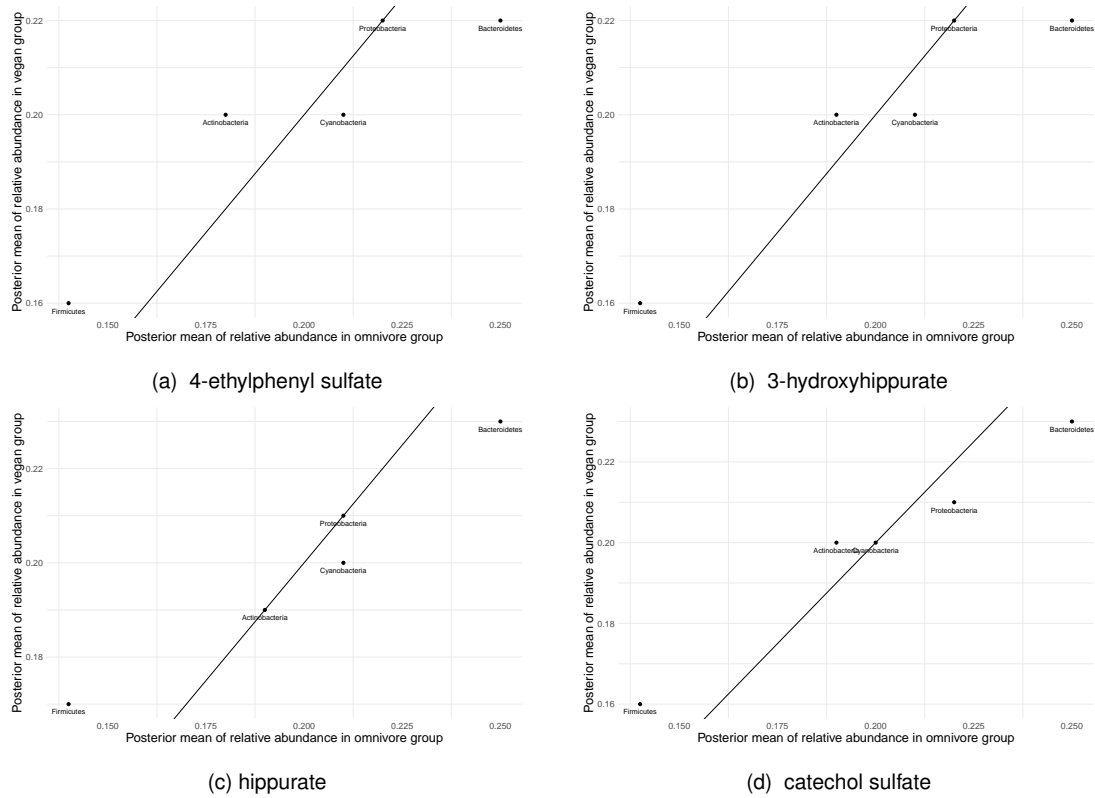 Posterior mean of relative abundance in vegan group
0.22
0.20
0.18
0.16
Proteobacteria
Bacteroidetes
Actinobacteria
Cyanobacteria
Firmicutes
0.150 0.175 0.200 0.225 0.250
Posterior mean of relative abundance in omnivore group
(a) 4-ethylphenyl sulfate
Posterior mean of relative abundance in vegan group
0.22
0.20
0.18
0.16
Proteobacteria
Bacteroidetes
Actinobacteria
Cyanobacteria
Firmicutes
0.150 0.175 0.200 0.225 0.250
Posterior mean of relative abundance in omnivore group
(b) 3-hydroxyhippurate
Posterior mean of relative abundance in vegan group
0.22
0.20
0.18
Bacteroidetes
Proteobacteria
Cyanobacteria
Actinobacteria
Firmicutes
0.150 0.175 0.200 0.225 0.250
Posterior mean of relative abundance in omnivore group
(c) hippurate
Posterior mean of relative abundance in vegan group
0.22
0.20
0.18
0.16
Bacteroidetes
Proteobacteria
Actinobacteria
Cyanobacteria
Firmicutes
0.150 0.175 0.200 0.225 0.250
Posterior mean of relative abundance in omnivore group
(d) catechol sulfate